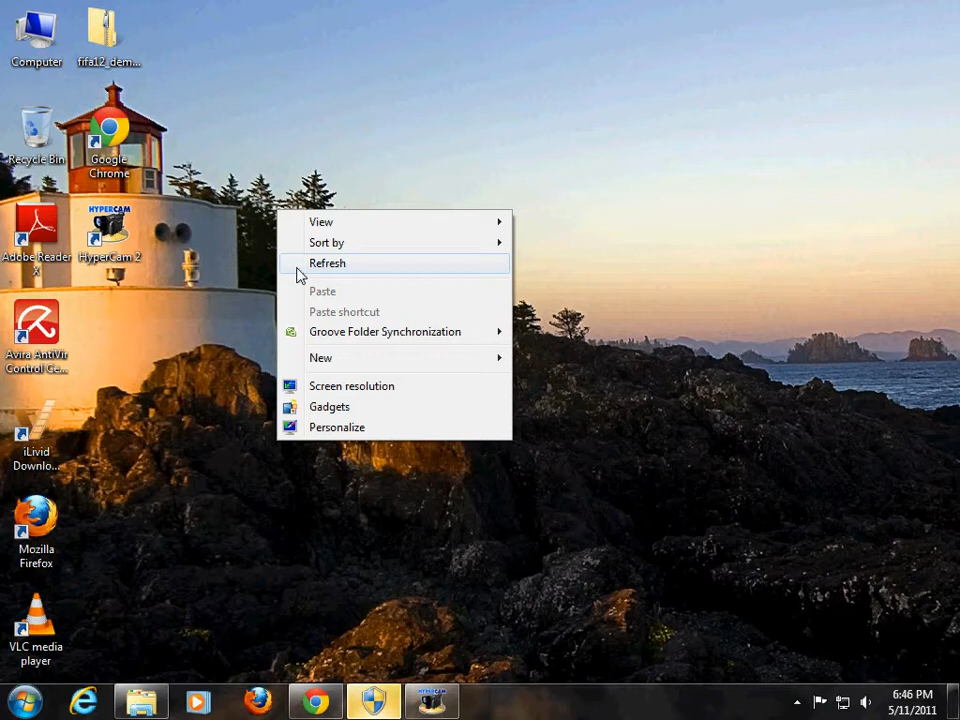 Computer
fifa12_dem...
Recycle Bin
Google
Chrome
Adobe Reader
X
HYPERCAM
HyperCam 2
Avira AntiVir
Control Ce...
iLivid
Downlo...
Mozilla
Firefox
VLC media
player
View
Sort by
Refresh
Paste
Paste shortcut
Groove Folder Synchronization
New
Screen resolution
Gadgets
Personalize
HYPERCAM
6:46 PM
5/11/2011